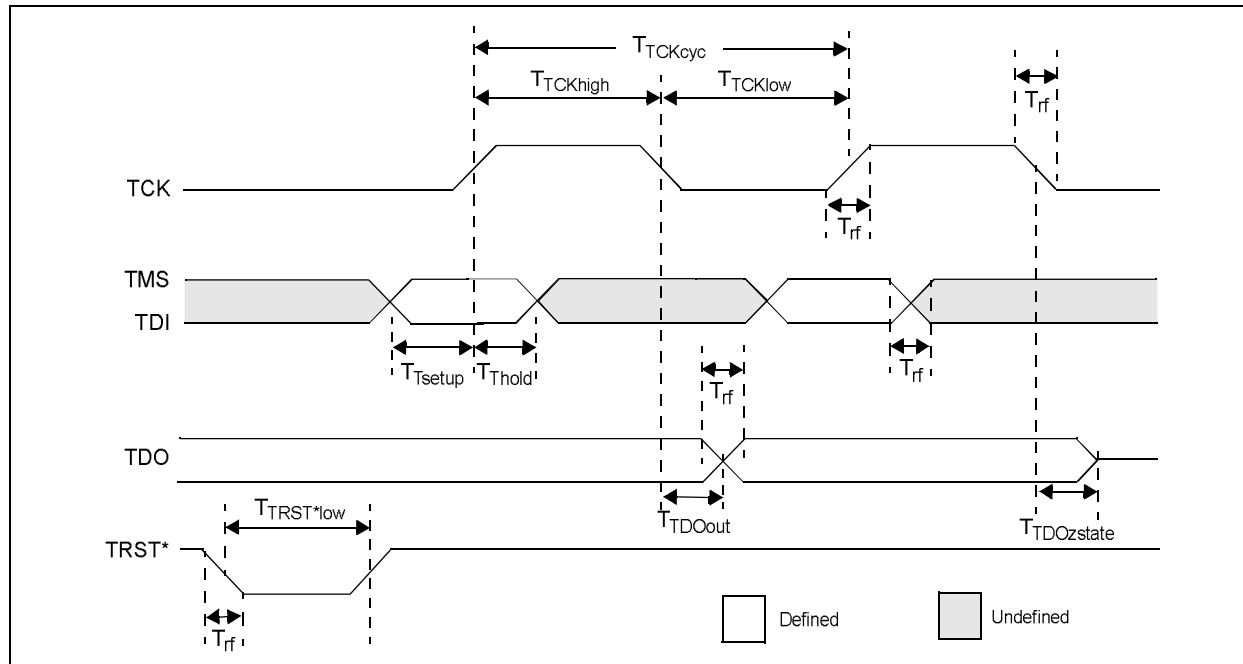 TTCKcyc
TTCKhigh
TTCKlow
Trf
TCK
Trf
TMS
TDI
TTsetup
TThold
Trf
Trf
TDO
TTRST*low
TTDOout
TTDOzstate
TRST*
Trf
Defined
Undefined